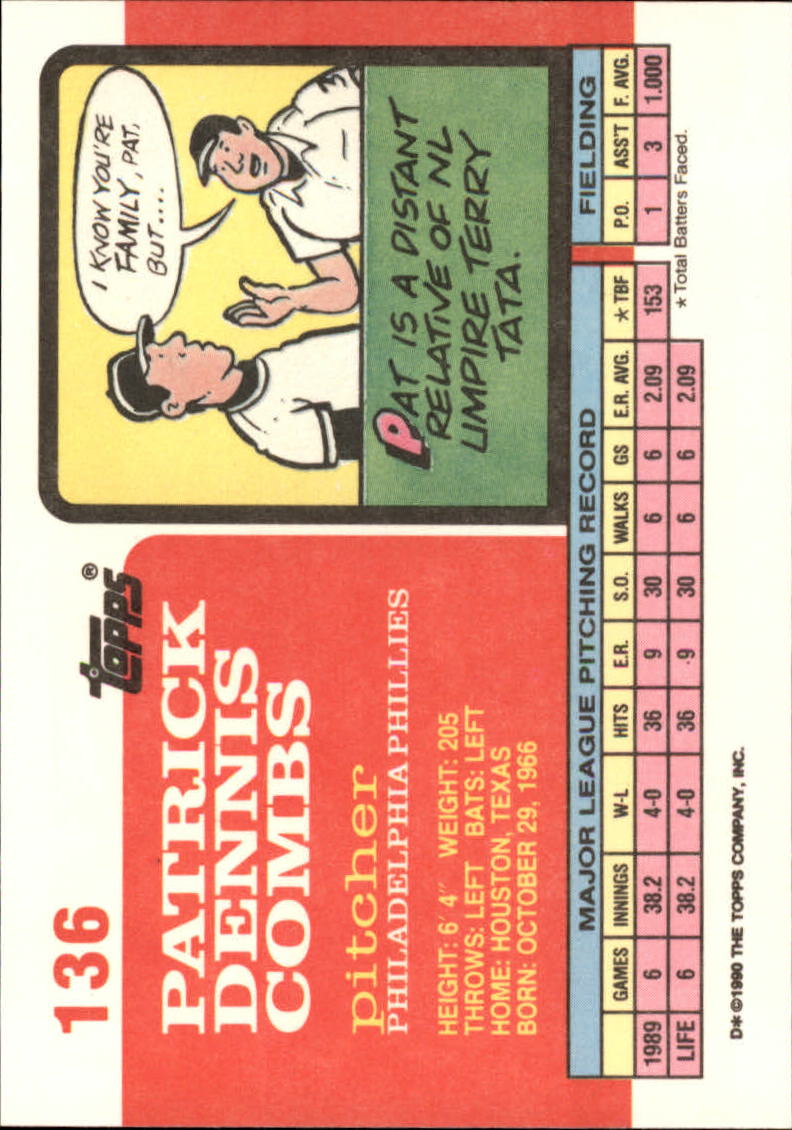 136
Topps®
PATRICK
DENNIS
COMBS
pitcher
PHILADELPHIA PHILLIES
HEIGHT: 6' 4" WEIGHT: 205
THROWS: LEFT BATS: LEFT
HOME: HOUSTON, TEXAS
BORN: OCTOBER 29, 1966
I KNOW YOU'RE
FAMILY, PAT,
BUT....
PAT IS A DISTANT
RELATIVE OF NL
UMPIRE TERRY
TATA.
MAJOR LEAGUE PITCHING RECORD FIELDING
GAMES INNINGS W-L HITS E.R. S.O. WALKS GS E.R. AVG. *TBF P.O. ASS'T F. AVG.
1989 6 38.2 4-0 36 9 30 6 6 2.09 153 1 3 1.000
LIFE 6 38.2 4-0 36 9 30 6 6 2.09
*Total Batters Faced.
D* ©1990 THE TOPPS COMPANY, INC.